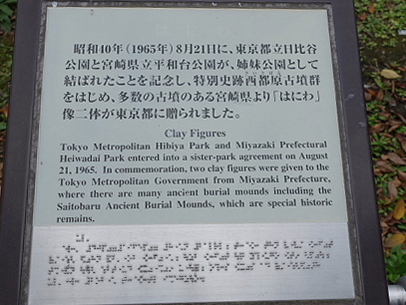 昭和40年（1965年）8月21日に、東京都立日比谷
公園と宮崎県立平和台公園が、姉妹公園として
結ばれたことを記念し、特別史跡西都原古墳群
をはじめ、多数の古墳のある宮崎県より「はにわ」
像二体が東京都に贈られました。
Clay Figures
Tokyo Metropolitan Hibiya Park and Miyazaki Prefectural
Heiwadai Park entered into a sister-park agreement on August
21, 1965. In commemoration, two clay figures were given to the
Tokyo Metropolitan Government from Miyazaki Prefecture,
where there are many ancient burial mounds including the
Saitobaru Ancient Burial Mounds, which are special historic
remains.